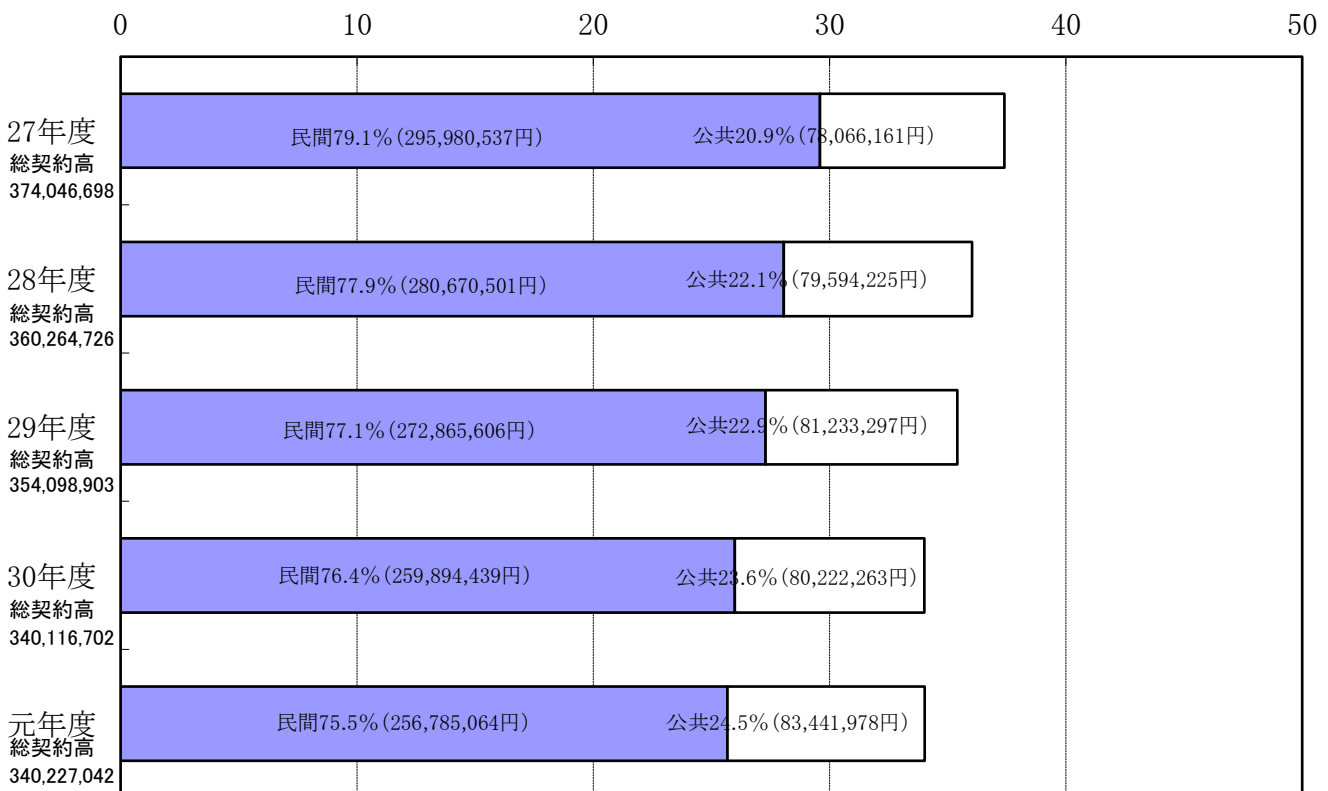 0 10 20 30 40 50
27年度
総契約高
374,046,698
民間79.1%(295,980,537円) 公共20.9%(78,066,161円)
28年度
総契約高
360,264,726
民間77.9%(280,670,501円) 公共22.1%(79,594,225円)
29年度
総契約高
354,098,903
民間77.1%(272,865,606円) 公共22.9%(81,233,297円)
30年度
総契約高
340,116,702
民間76.4%(259,894,439円) 公共23.6%(80,222,263円)
元年度
総契約高
340,227,042
民間75.5%(256,785,064円) 公共24.5%(83,441,978円)